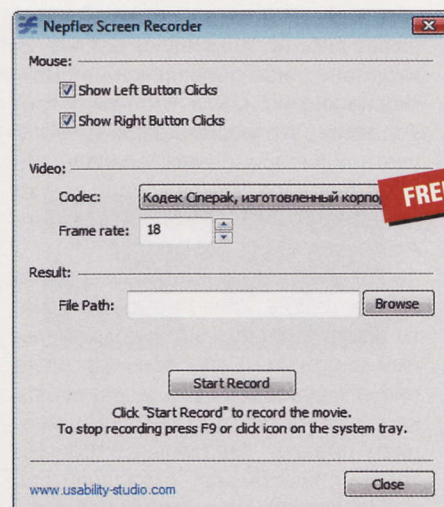 Nepflex Screen Recorder
Mouse:
Show Left Button Clicks
Show Right Button Clicks
Video:
Codec: Кодек Cinepak, изготовленный
Frame rate: 18
Result:
File Path: Browse
Start Record
Click "Start Record" to record the movie.
To stop recording press F9 or click icon on the system tray.
www.usability-studio.com Close